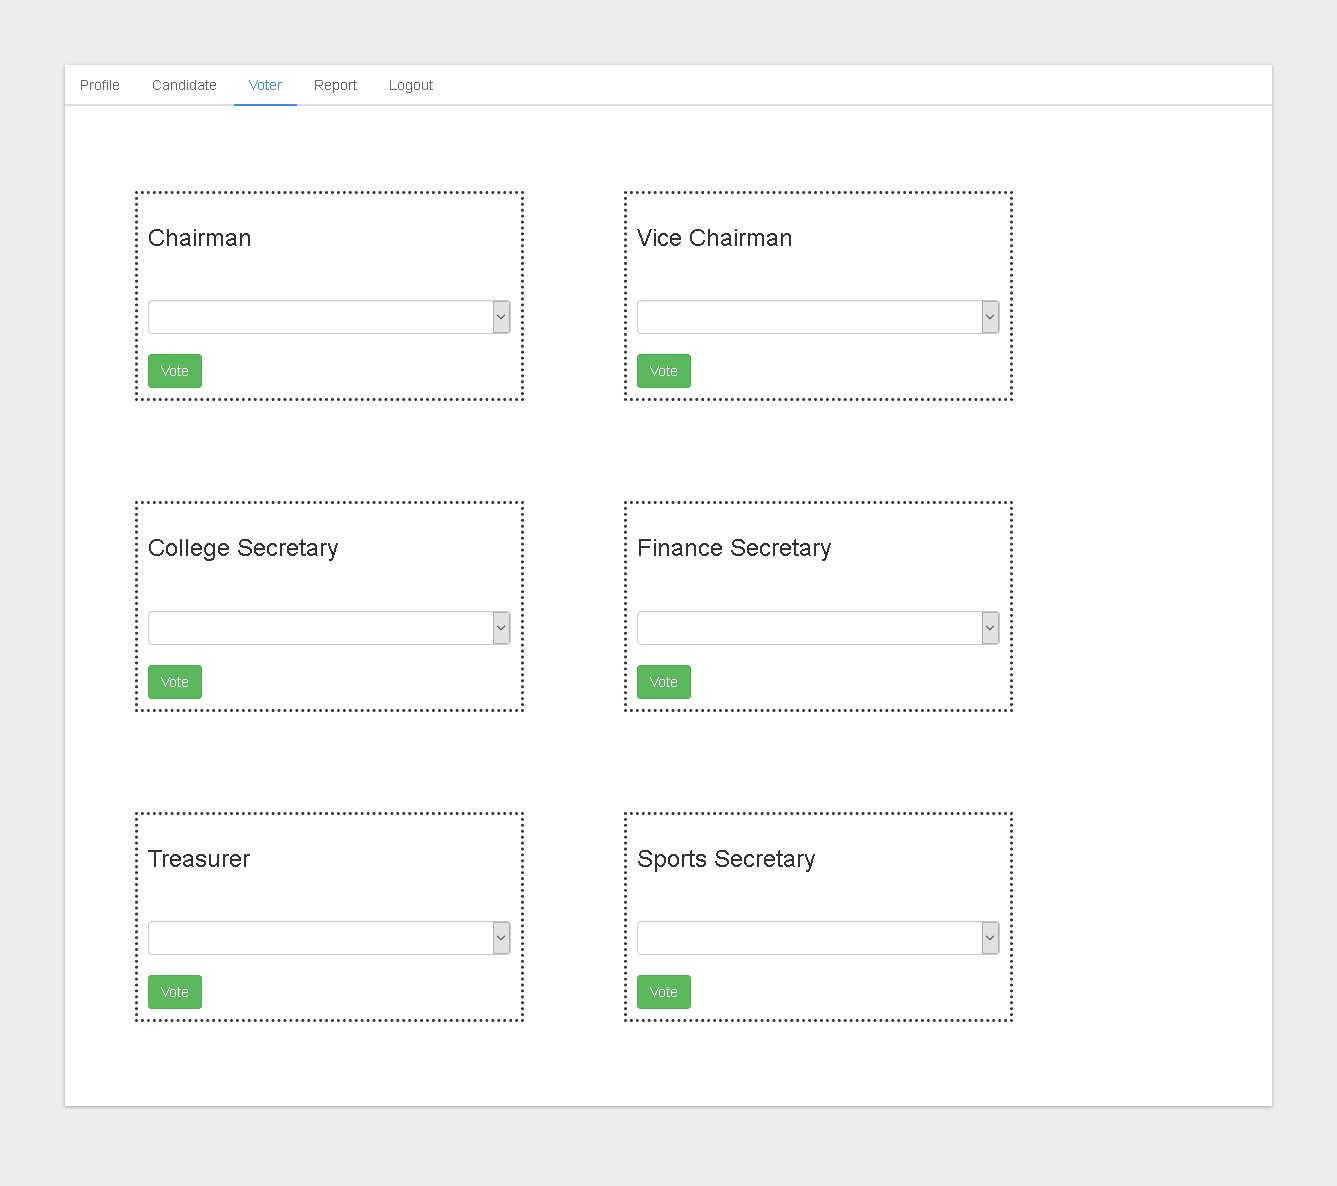 Profile Candidate Voter Report Logout
Chairman
Vice Chairman
Vote
Vote
College Secretary
Finance Secretary
Vote
Vote
Treasurer
Sports Secretary
Vote
Vote